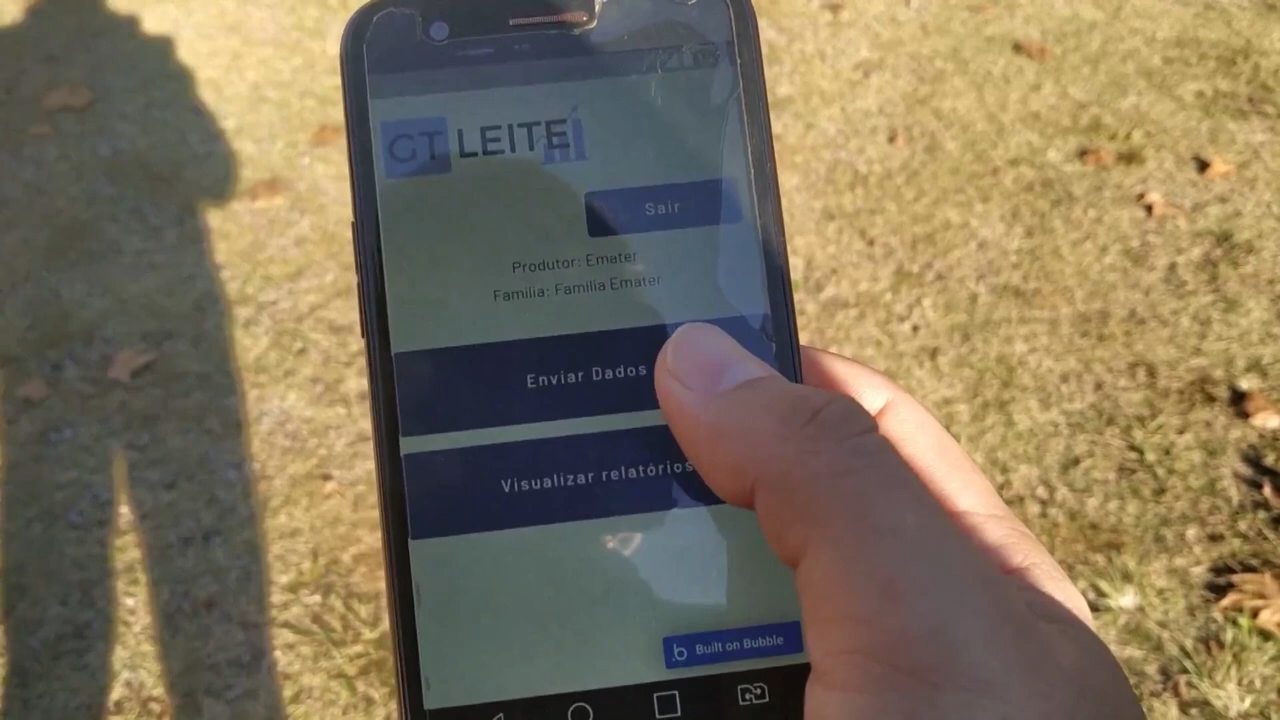 GT LEITE
Sair
Produtor: Emater
Familia: Familia Emater
Enviar Dados
Visualizar relatórios
b Built on Bubble